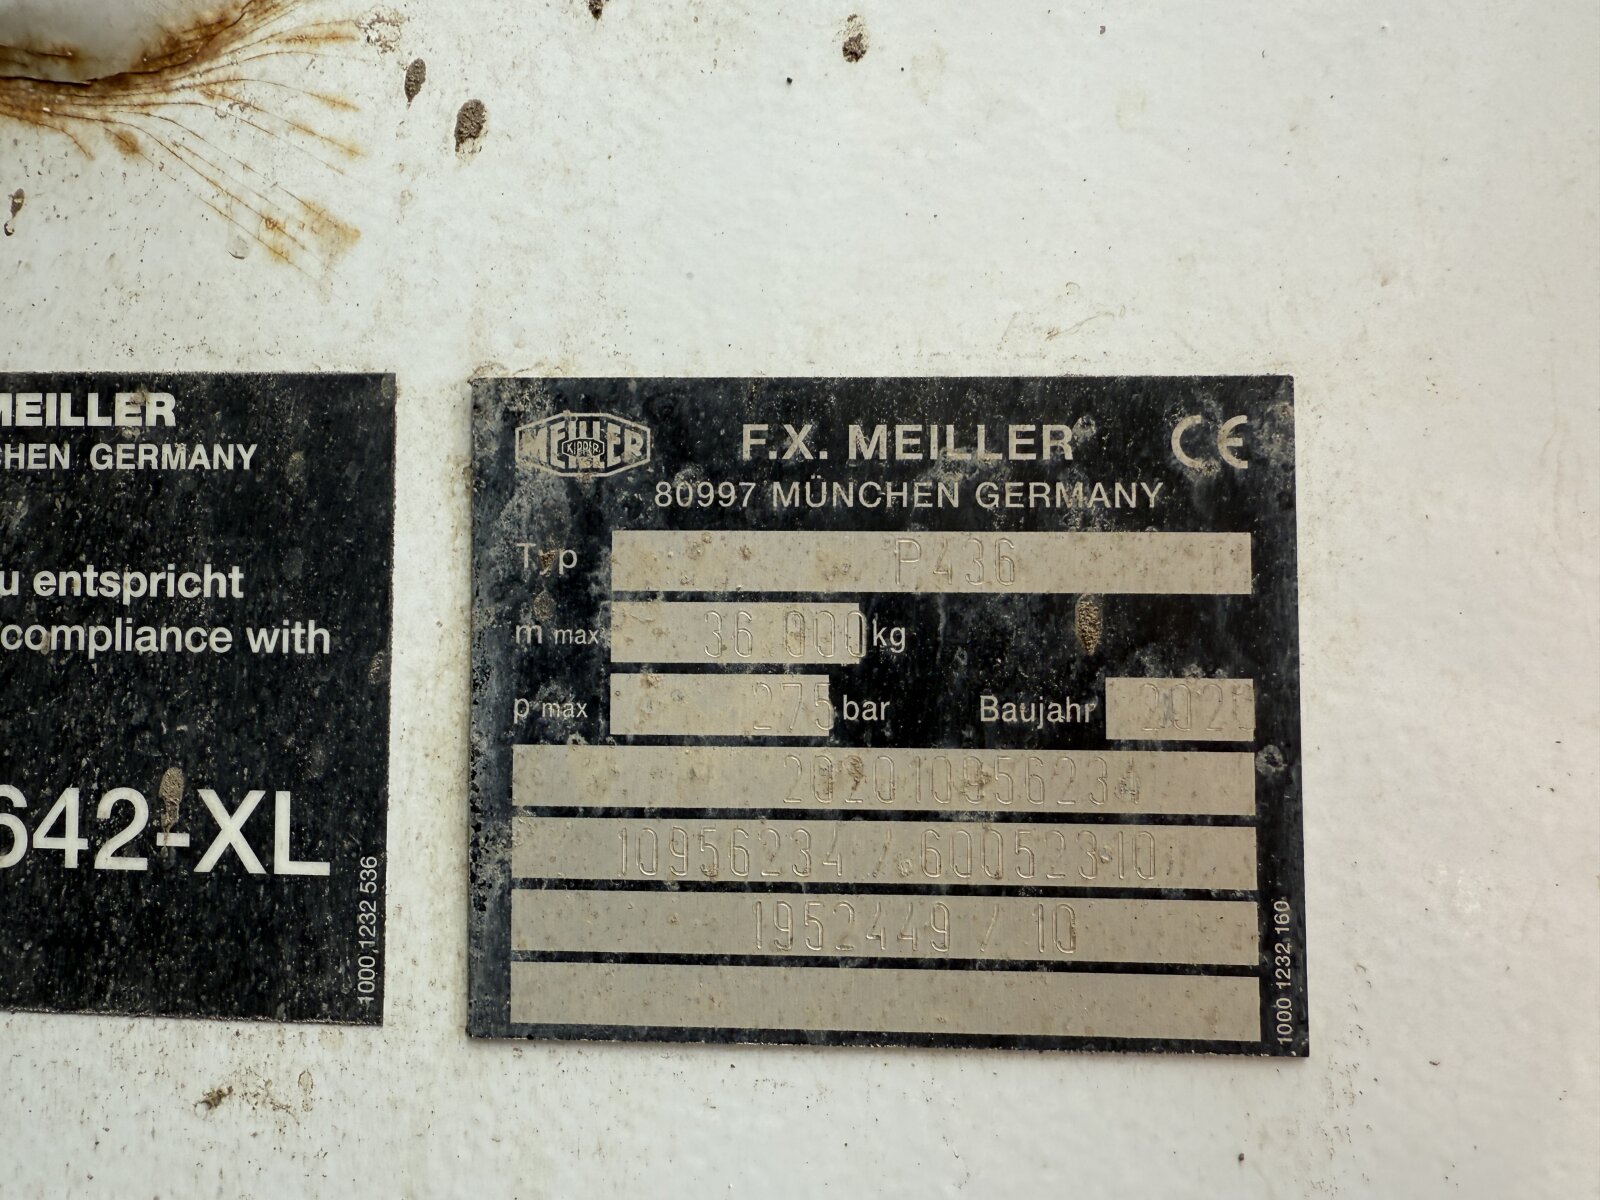 MEILLER
CHEN GERMANY
u entspricht
compliance with
642-XL
1000 1232 536
MEILLER
KIPPER
F.X. MEILLER
CE
80997 MÜNCHEN GERMANY
Typ P436
m max 36 000 kg
p max 275 bar Baujahr 2020
202010956234
10956234 / 60052310
1952449 / 10
1000 1232 160